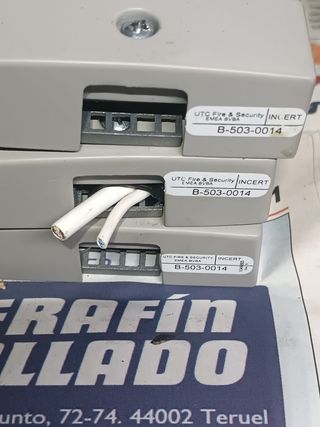 UTC Fire & Security
EMEA BVBA
INCERT
B-503-0014
UTC Fire & Security
EMEA BVBA
INCERT
B-503-0014
UTC FIRE & SECURITY
EMEA BVBA
INCERT
B-503-0014
ERAFÍN
LLADO
unto, 72-74. 44002 Teruel